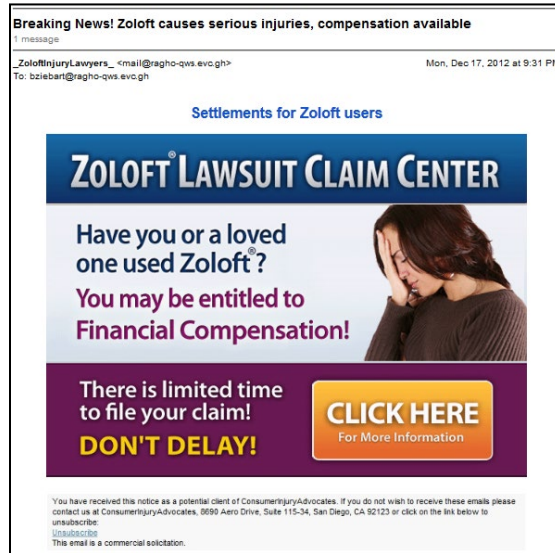 Breaking News! Zoloft causes serious injuries, compensation available
1 message
_ZoloftInjuryLawyers_ <mail@ragho-qws.evc.gh> Mon, Dec 17, 2012 at 9:31 PM
To: bziebart@ragho-qws.evc.gh
Settlements for Zoloft users
ZOLOFT® LAWSUIT CLAIM CENTER
Have you or a loved
one used Zoloft®?
You may be entitled to
Financial Compensation!
There is limited time
to file your claim!
DON'T DELAY!
CLICK HERE
For More Information
You have received this notice as a potential client of ConsumerInjuryAdvocates. If you do not wish to receive these emails please
contact us at ConsumerInjuryAdvocates, 8690 Aero Drive, Suite 115-34, San Diego, CA 92123 or click on the link below to
unsubscribe:
Unsubscribe
This email is a commercial solicitation.